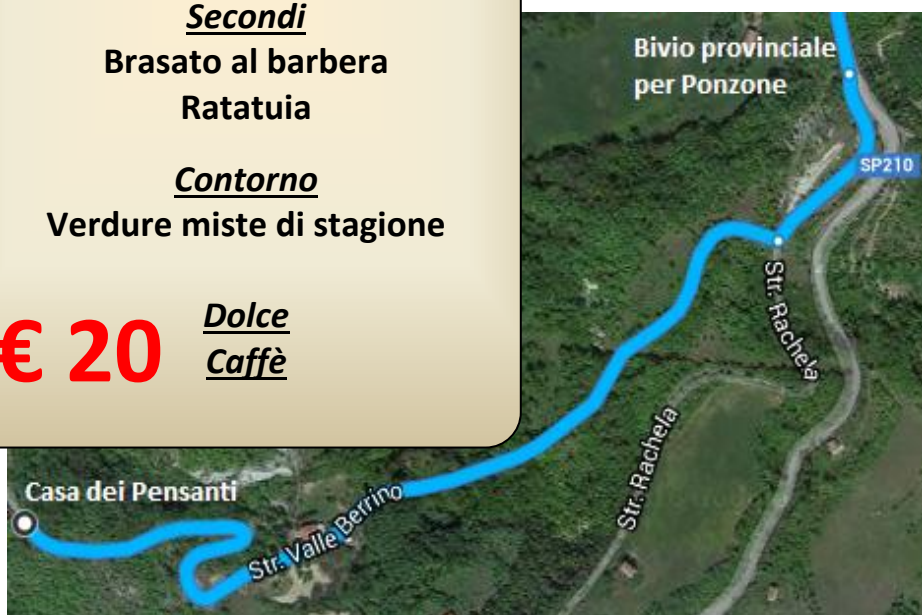 Secondi
Brasato al barbera
Ratatuia
Contorno
Verdure miste di stagione
€ 20
Dolce
Caffè
Bivio provinciale
per Ponzone
SP210
Str. Rachela
Str. Rachela
Casa dei Pensanti
Str. Valle Berrino